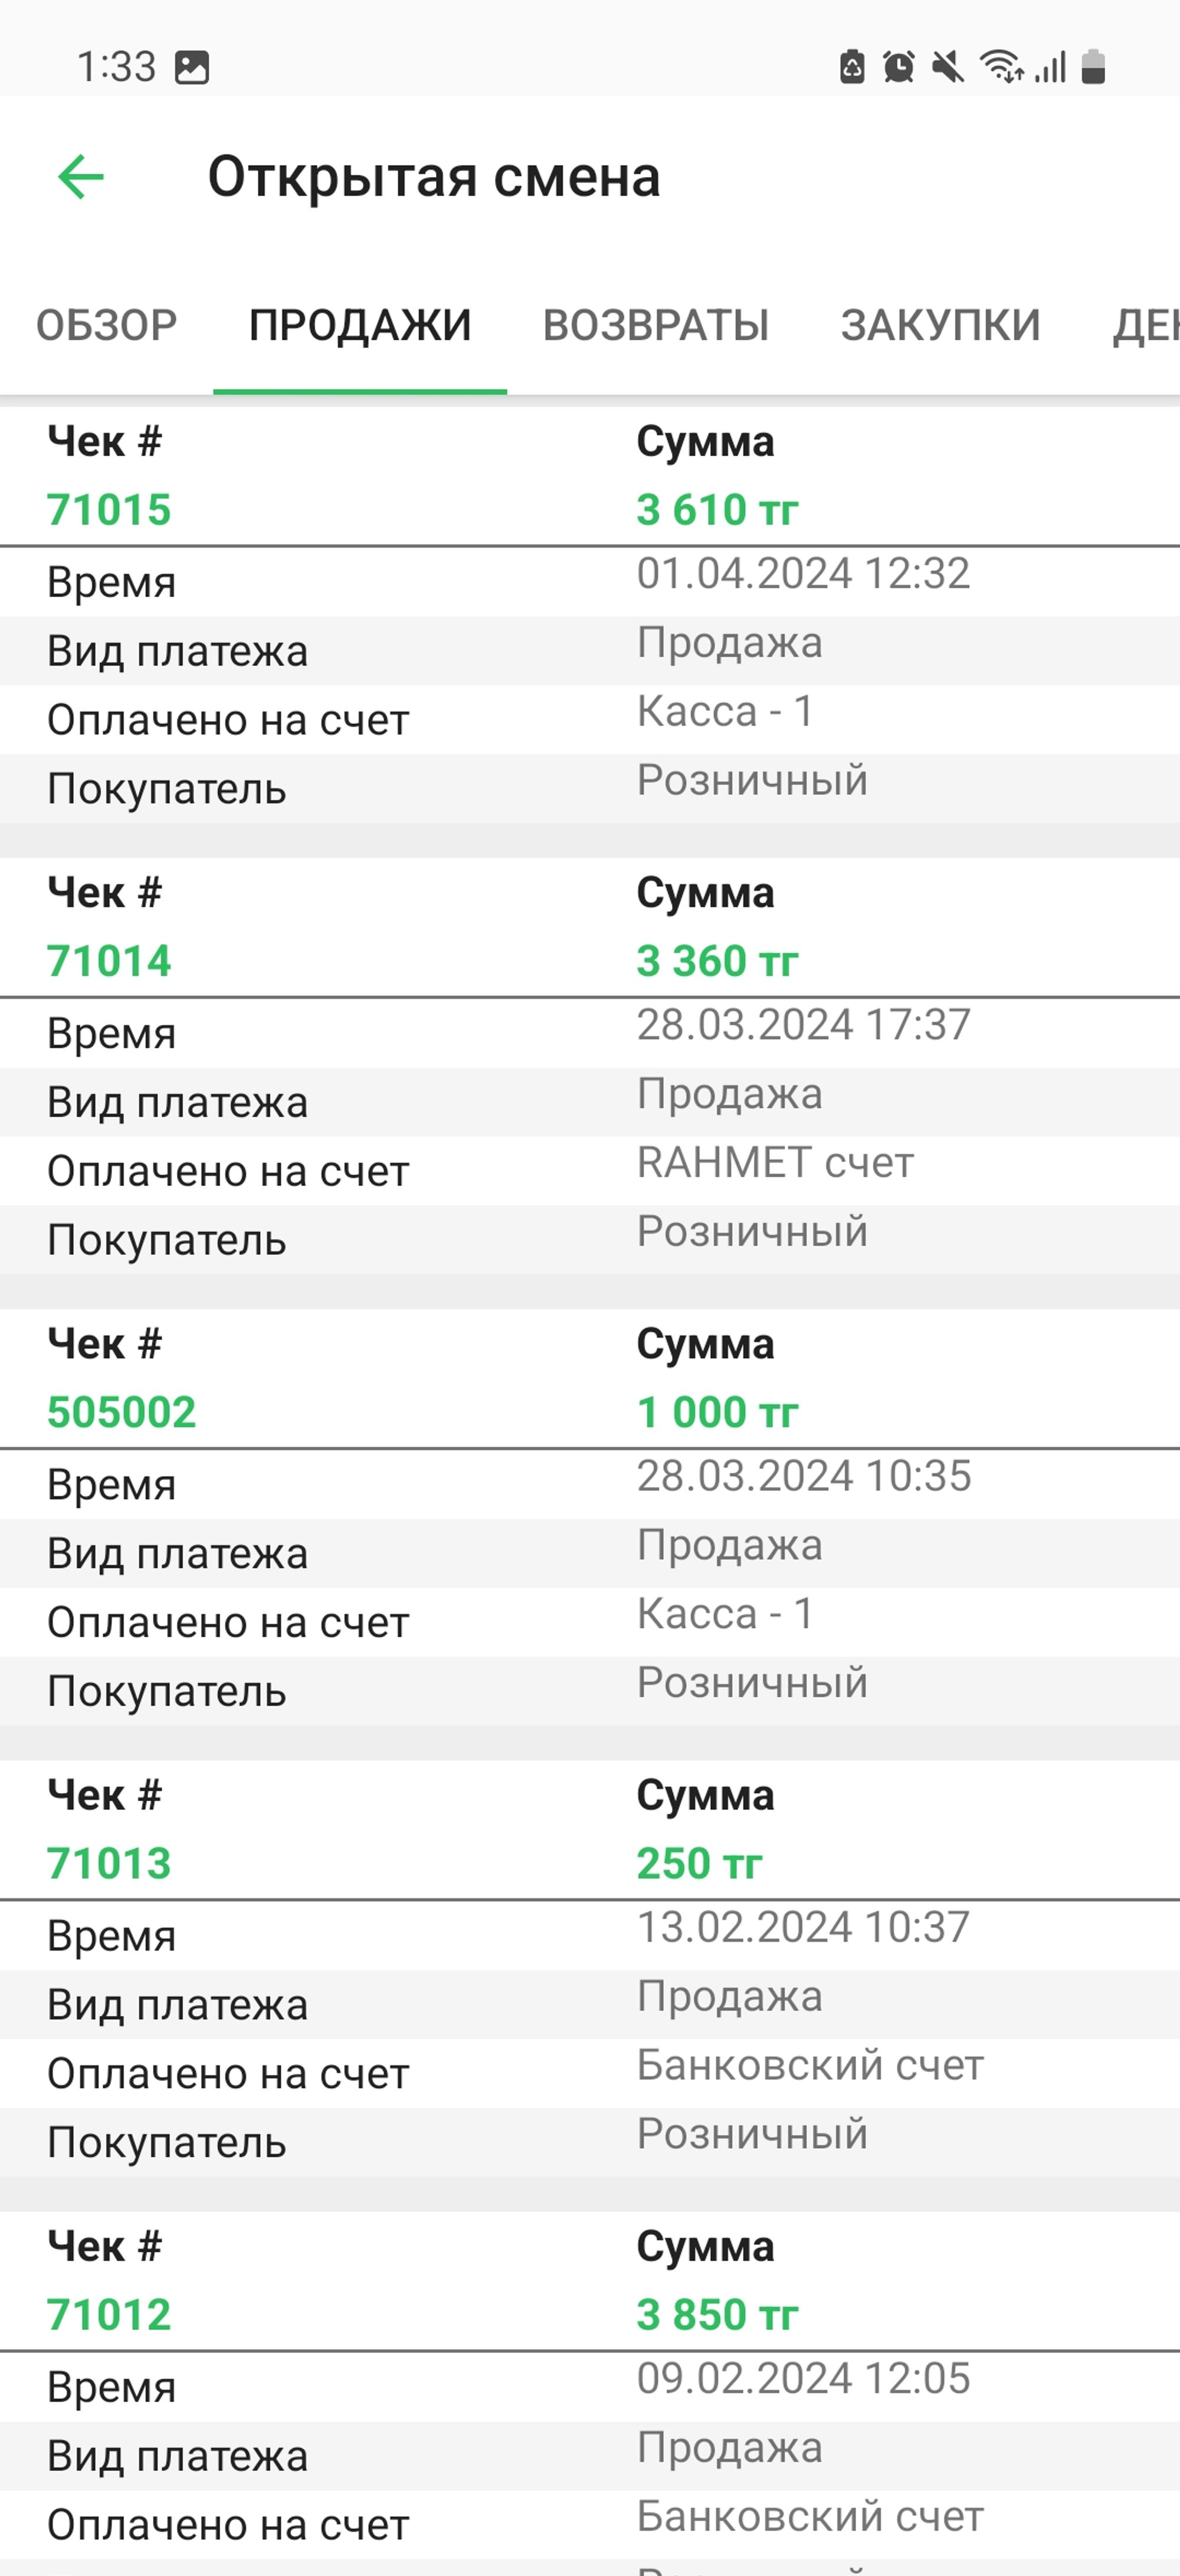 1:33
Открытая смена
ОБЗОР ПРОДАЖИ ВОЗВРАТЫ ЗАКУПКИ
Чек # Сумма
71015 3 610 тг
Время 01.04.2024 12:32
Вид платежа Продажа
Оплачено на счет Касса - 1
Покупатель Розничный
Чек # Сумма
71014 3 360 тг
Время 28.03.2024 17:37
Вид платежа Продажа
Оплачено на счет RAHMET счет
Покупатель Розничный
Чек # Сумма
505002 1 000 тг
Время 28.03.2024 10:35
Вид платежа Продажа
Оплачено на счет Касса - 1
Покупатель Розничный
Чек # Сумма
71013 250 тг
Время 13.02.2024 10:37
Вид платежа Продажа
Оплачено на счет Банковский счет
Покупатель Розничный
Чек # Сумма
71012 3 850 тг
Время 09.02.2024 12:05
Вид платежа Продажа
Оплачено на счет Банковский счет